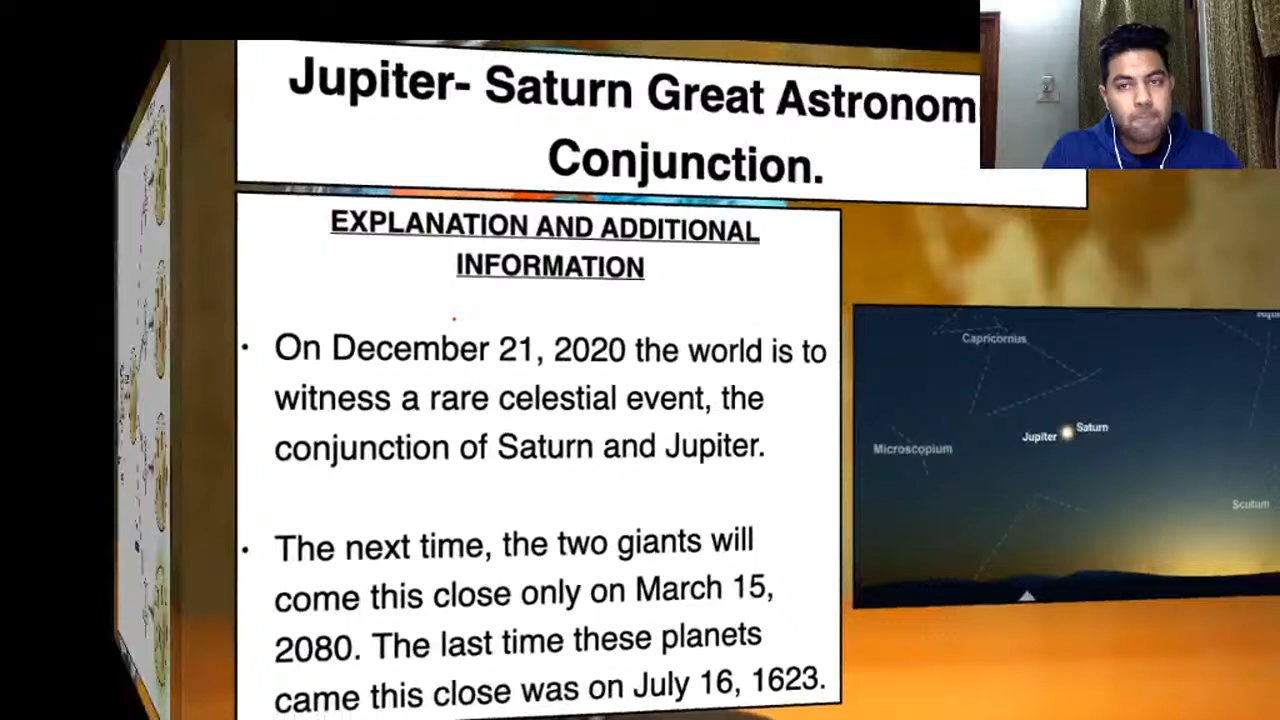 Jupiter- Saturn Great Astronom
Conjunction.
EXPLANATION AND ADDITIONAL
INFORMATION
• On December 21, 2020 the world is to
witness a rare celestial event, the
conjunction of Saturn and Jupiter.
• The next time, the two giants will
come this close only on March 15,
2080. The last time these planets
came this close was on July 16, 1623.
Capricornus
Jupiter Saturn
Microscopium
Scutum